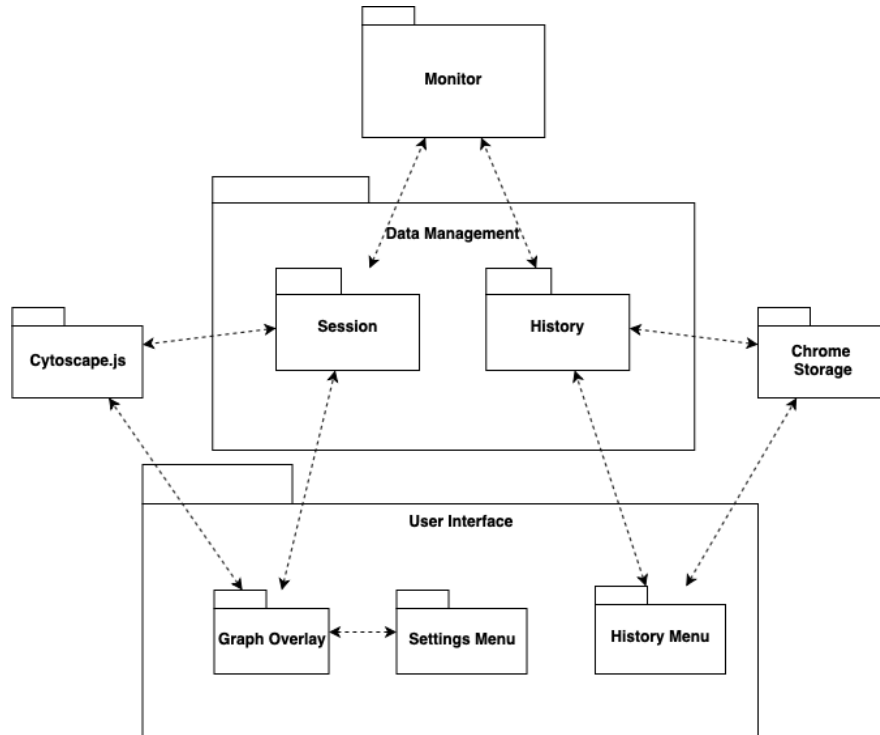 Monitor
Data Management
Session
History
Cytoscape.js
Chrome
Storage
User Interface
Graph Overlay
Settings Menu
History Menu